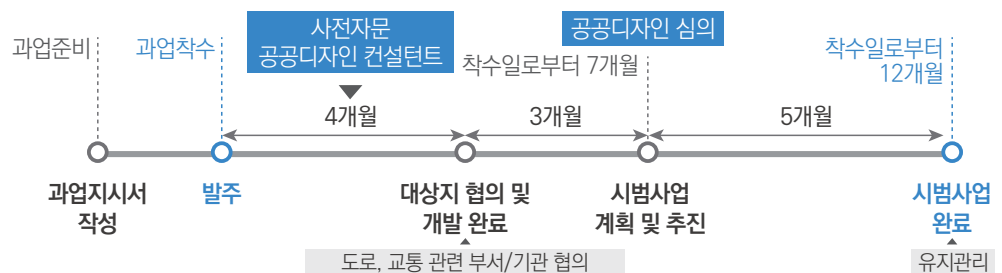 과업준비
과업착수
사전자문
공공디자인 컨설턴트
착수일로부터 7개월
공공디자인 심의
착수일로부터
12개월
4개월
3개월
5개월
과업지시서
작성
발주
대상지 협의 및
개발 완료
시범사업
계획 및 추진
시범사업
완료
도로, 교통 관련 부서/기관 협의
유지관리